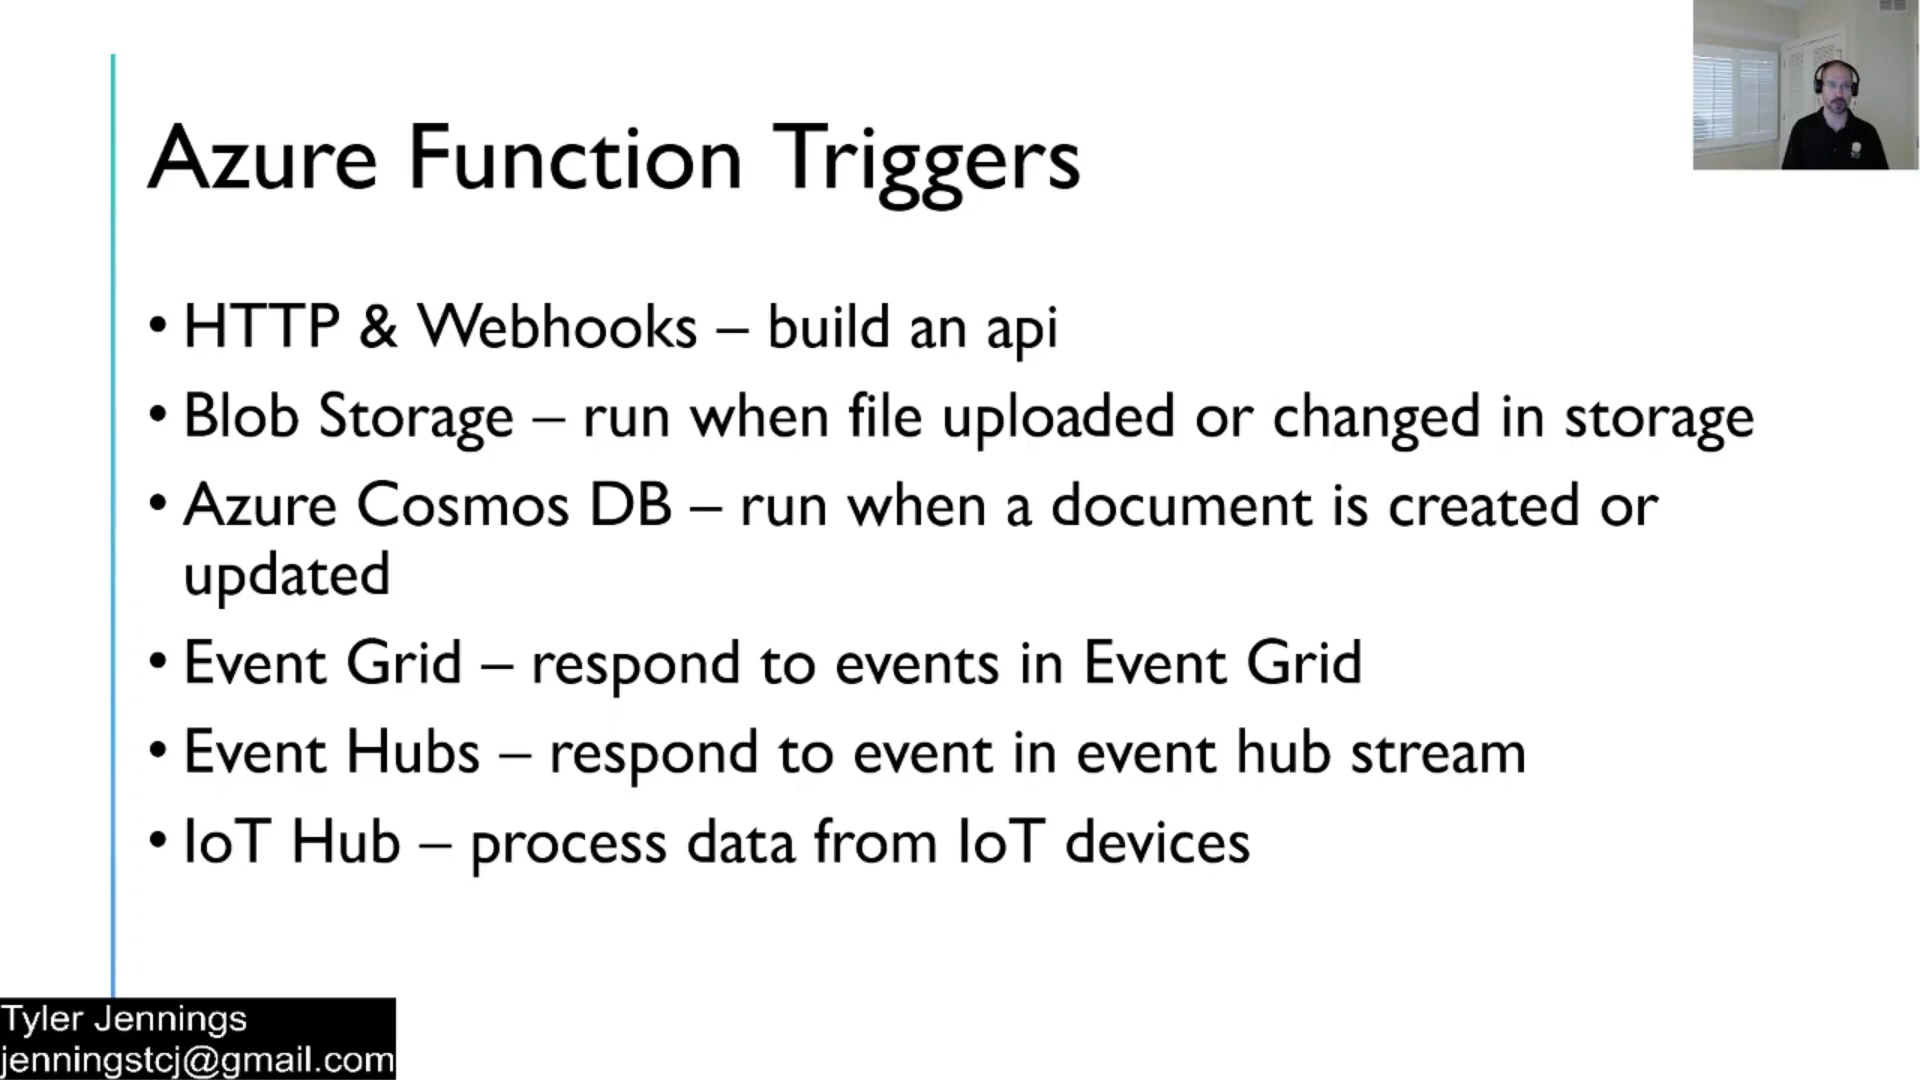 Azure Function Triggers
• HTTP & Webhooks – build an api
• Blob Storage – run when file uploaded or changed in storage
• Azure Cosmos DB – run when a document is created or
updated
• Event Grid – respond to events in Event Grid
• Event Hubs – respond to event in event hub stream
• IoT Hub – process data from IoT devices
Tyler Jennings
jenningstcj@gmail.com